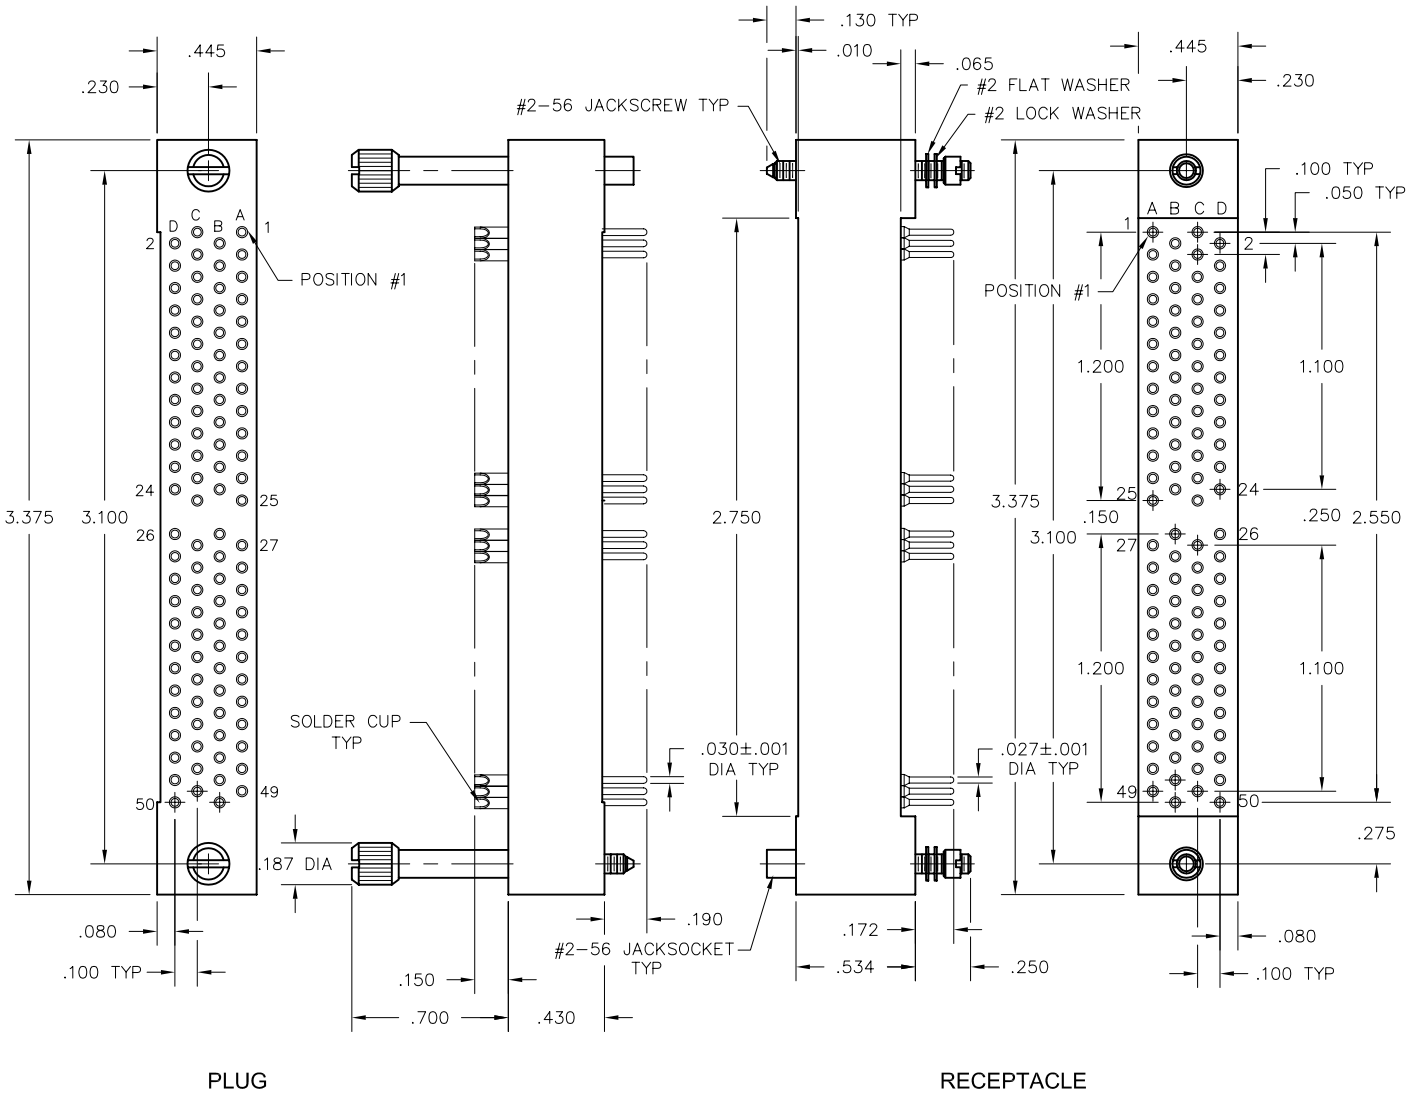 .130 TYP
.445
.010
.445
.065
.230
#2 FLAT WASHER
.230
#2-56 JACKSCREW TYP
#2 LOCK WASHER
.100 TYP
.050 TYP
C
D
B
A
1
2
A
B
C
D
1
2
POSITION #1
POSITION #1
1.200
1.100
24
25
25
24
3.375
3.100
2.750
3.375
3.100
.150
.250
2.550
26
27
27
26
1.200
1.100
SOLDER CUP
TYP
.030±.001
DIA TYP
.027±.001
DIA TYP
50
49
49
50
.187 DIA
.275
.080
.190
.172
.080
#2-56 JACKSOCKET
TYP
.100 TYP
.150
.534
.250
.100 TYP
.700
.430
PLUG
RECEPTACLE